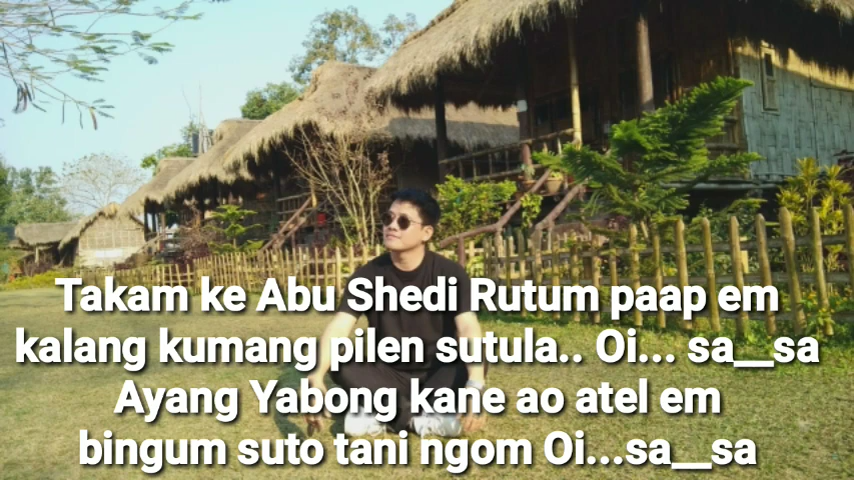 Takam ke Abu Shedi Rutum paap em
kalang kumang pilen sutula.. Oi... sa__sa
Ayang Yabong kane ao atel em
bingum suto tani ngom Oi...sa__sa